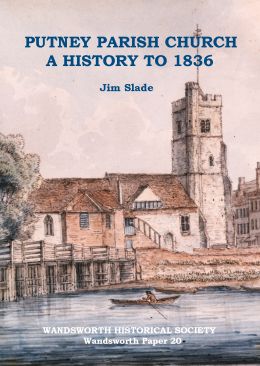 PUTNEY PARISH CHURCH
A HISTORY TO 1836
Jim Slade
WANDSWORTH HISTORICAL SOCIETY
Wandsworth Paper 20